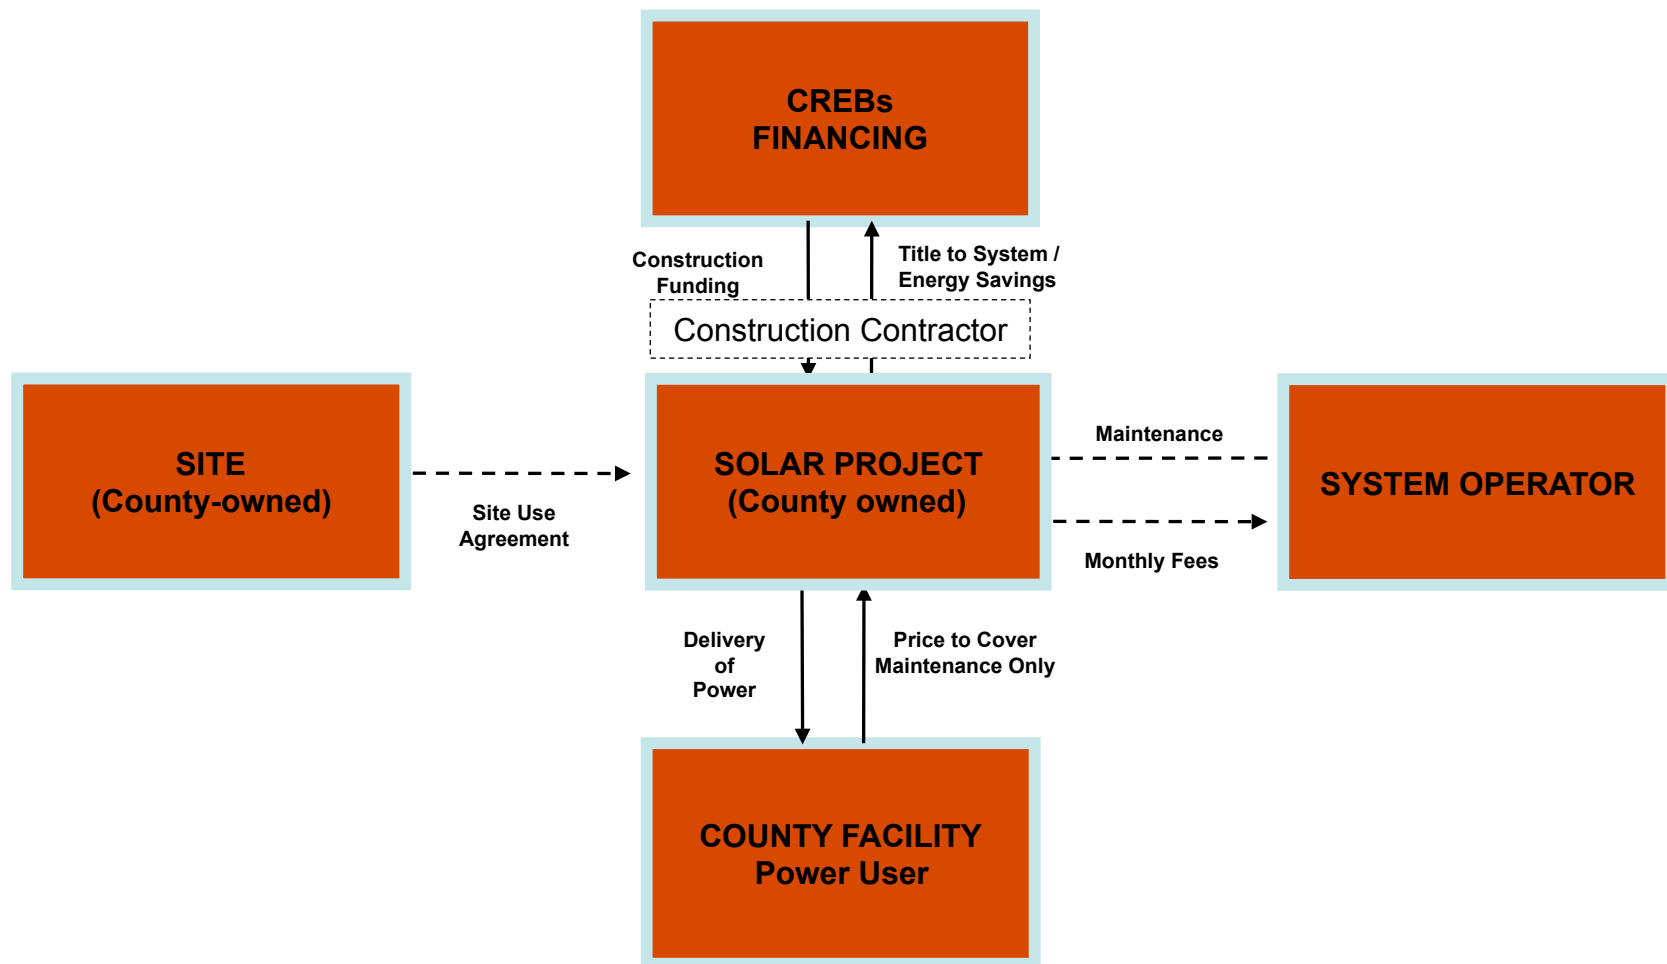 CREBs
FINANCING
Construction
Funding
Title to System /
Energy Savings
Construction Contractor
SITE
(County-owned)
Site Use
Agreement
SOLAR PROJECT
(County owned)
Maintenance
Monthly Fees
SYSTEM OPERATOR
Delivery
of
Power
Price to Cover
Maintenance Only
COUNTY FACILITY
Power User